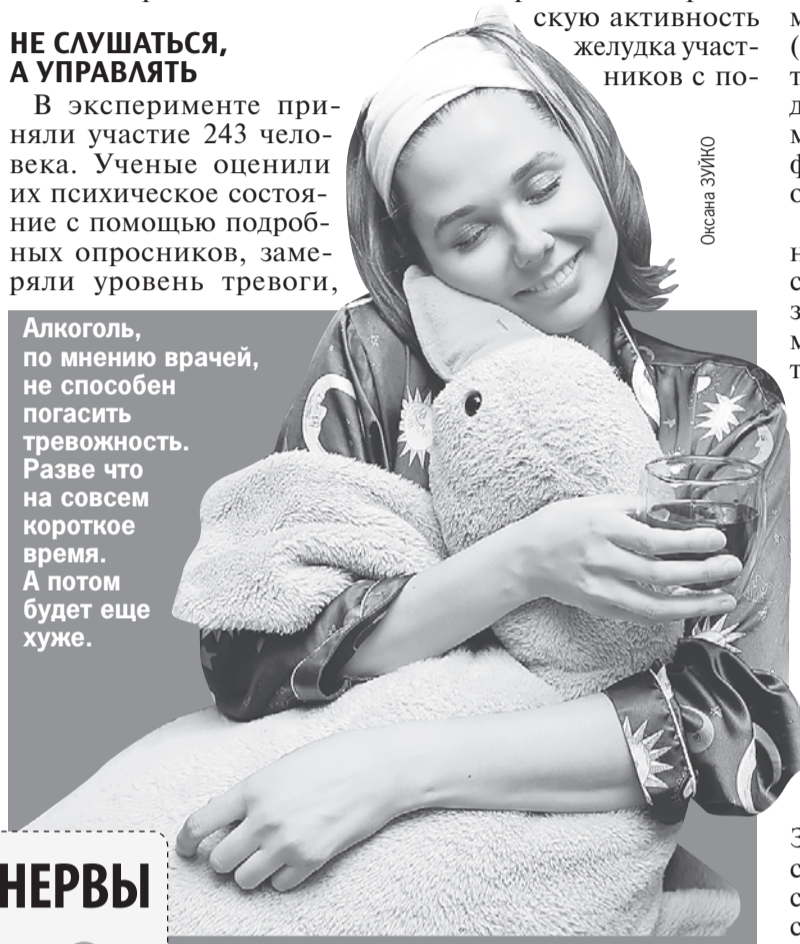 НЕ СЛУШАТЬСЯ,
А УПРАВЛЯТЬ
В эксперименте при-
няли участие 243 чело-
века. Ученые оценили
их психическое состоя-
ние с помощью подроб-
ных опросников, заме-
ряли уровень тревоги,
скую активность
желудка участ-
ников с по-
Оксана ЗУЙКО
Алкоголь,
по мнению врачей,
не способен
погасить
тревожность.
Разве что
на совсем
короткое
время.
А потом
будет еще
хуже.
НЕРВЫ